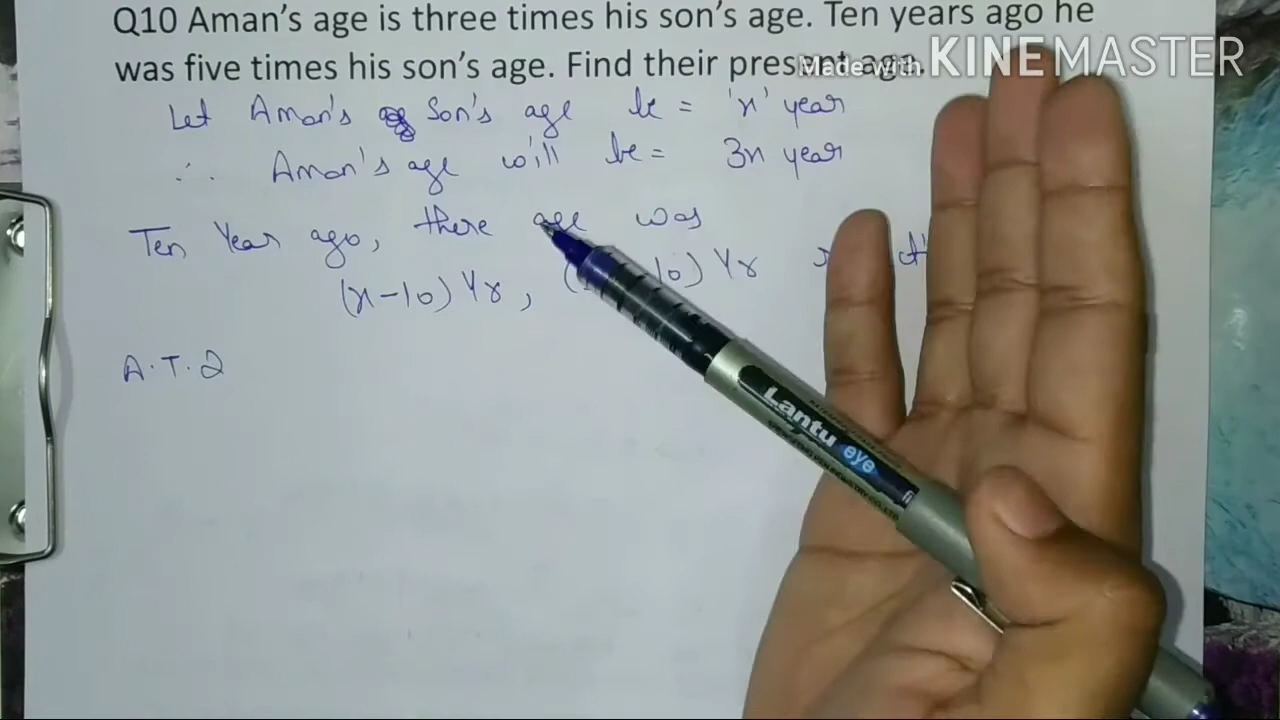 Q10 Aman's age is three times his son's age. Ten years ago he
was five times his son's age. Find their present age.
Made with KINEMASTER
Let Aman's Son's age be = 'x' year
∴ Aman's age will be = 3x year
Ten Year ago, there age was
(x-10) Yr, ( 10) Yr
A.T.Q
Lantu eye